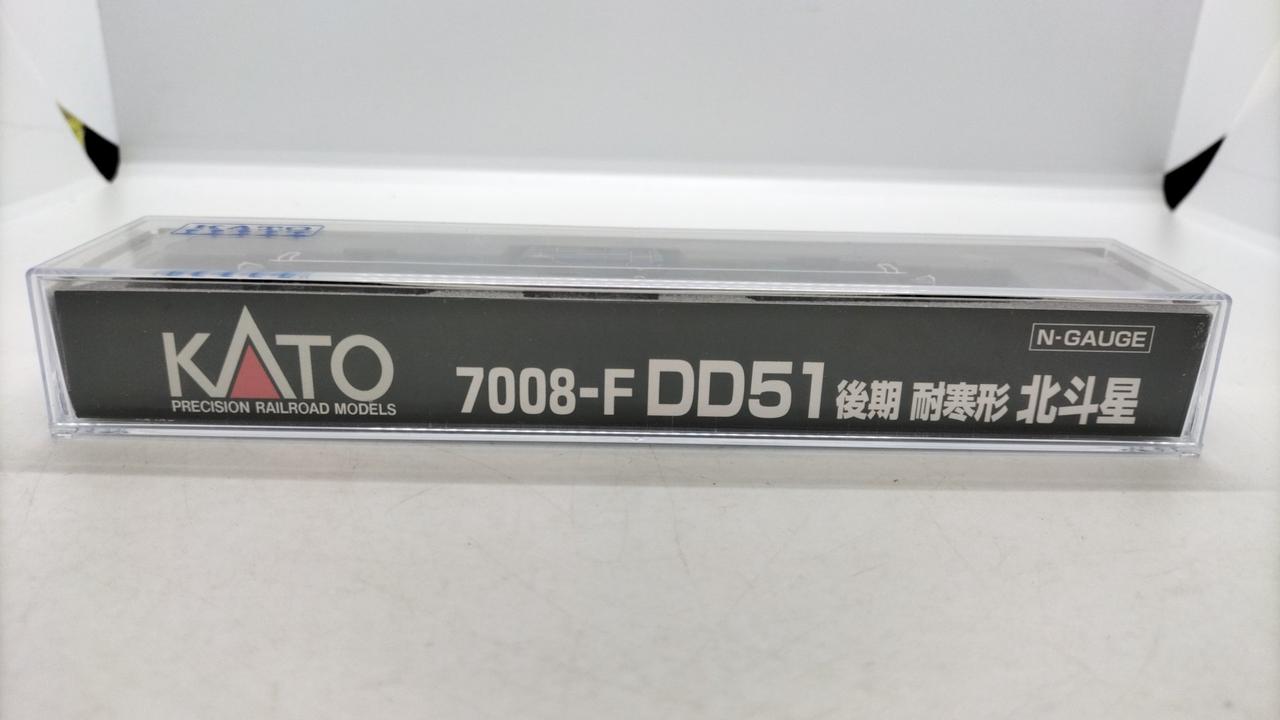 KATO
PRECISION RAILROAD MODELS
7008-F DD51 後期 耐寒形 北斗星
N-GAUGE